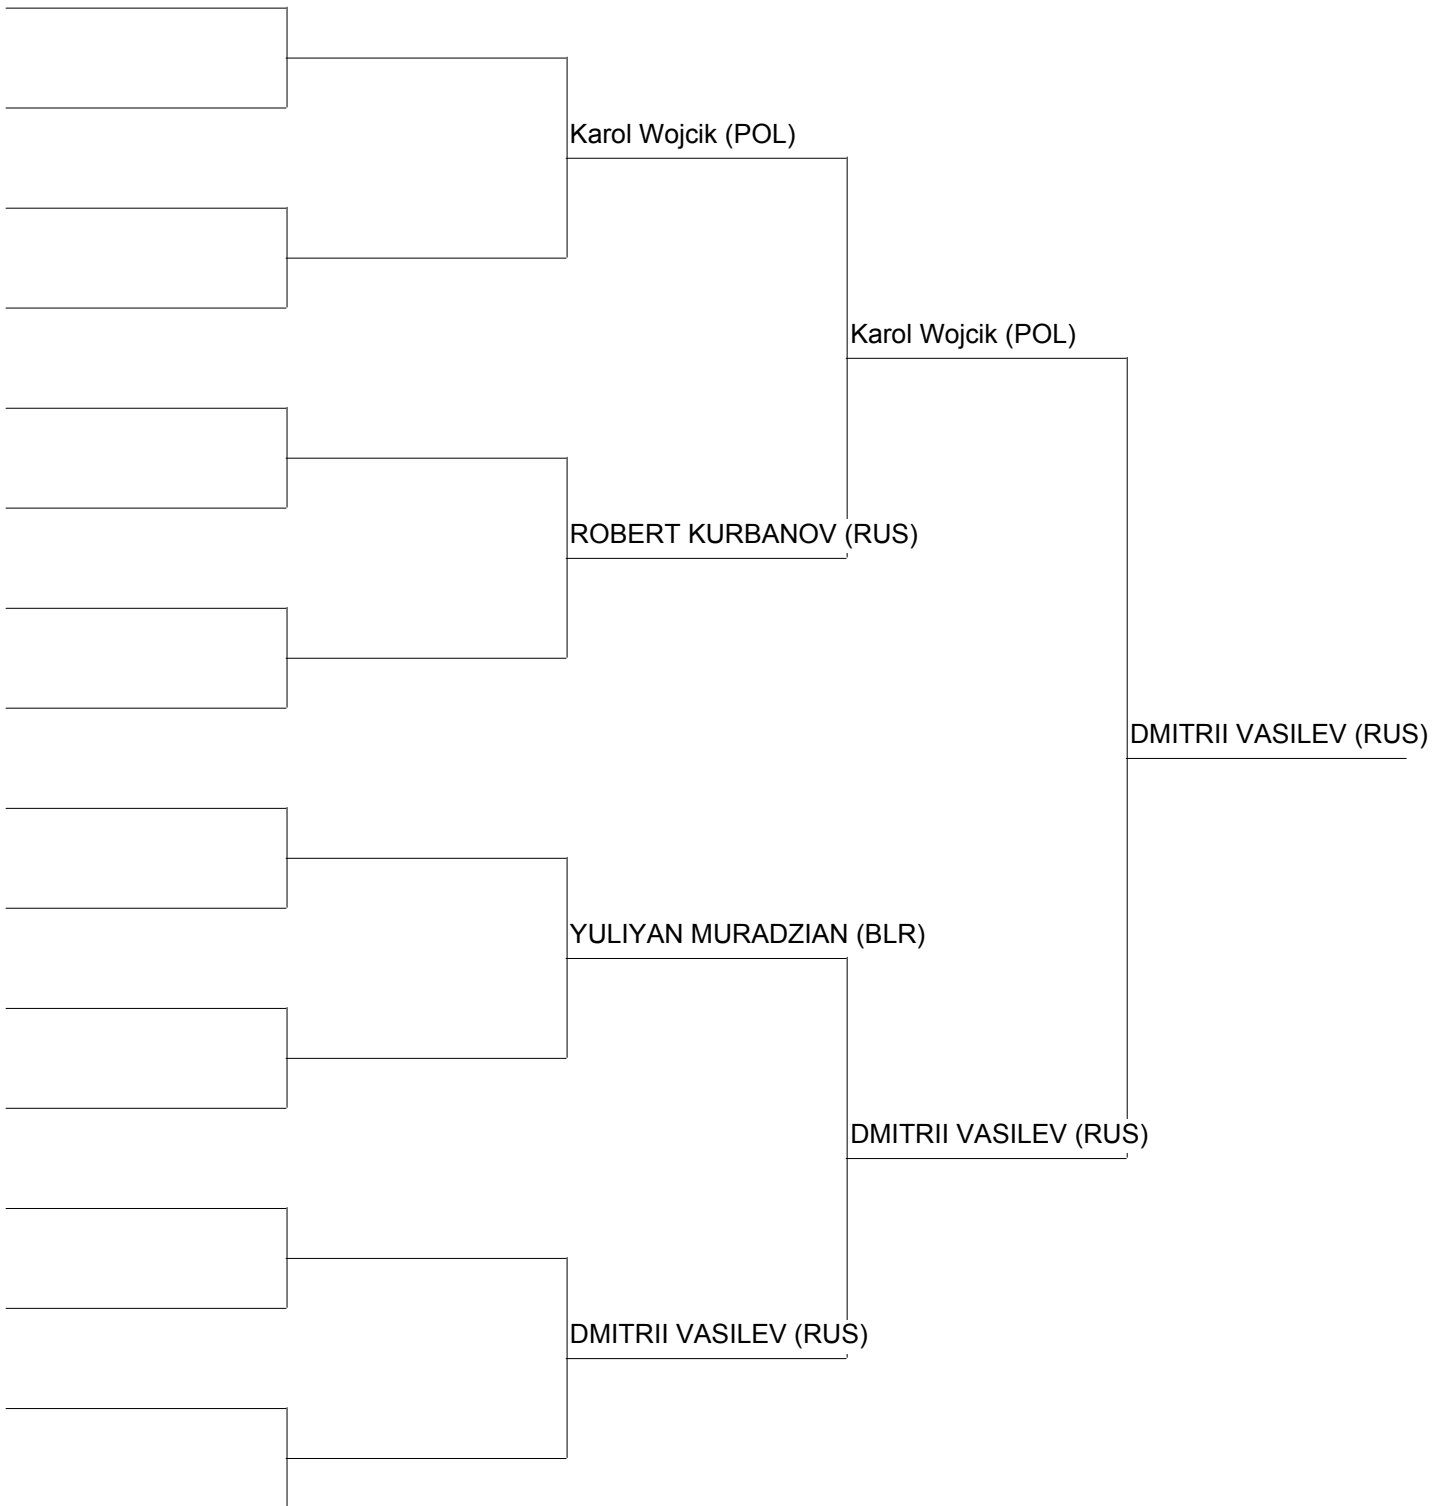 Karol Wojcik (POL)
Karol Wojcik (POL)
ROBERT KURBANOV (RUS)
DMITRII VASILEV (RUS)
YULIYAN MURADZIAN (BLR)
DMITRII VASILEV (RUS)
DMITRII VASILEV (RUS)